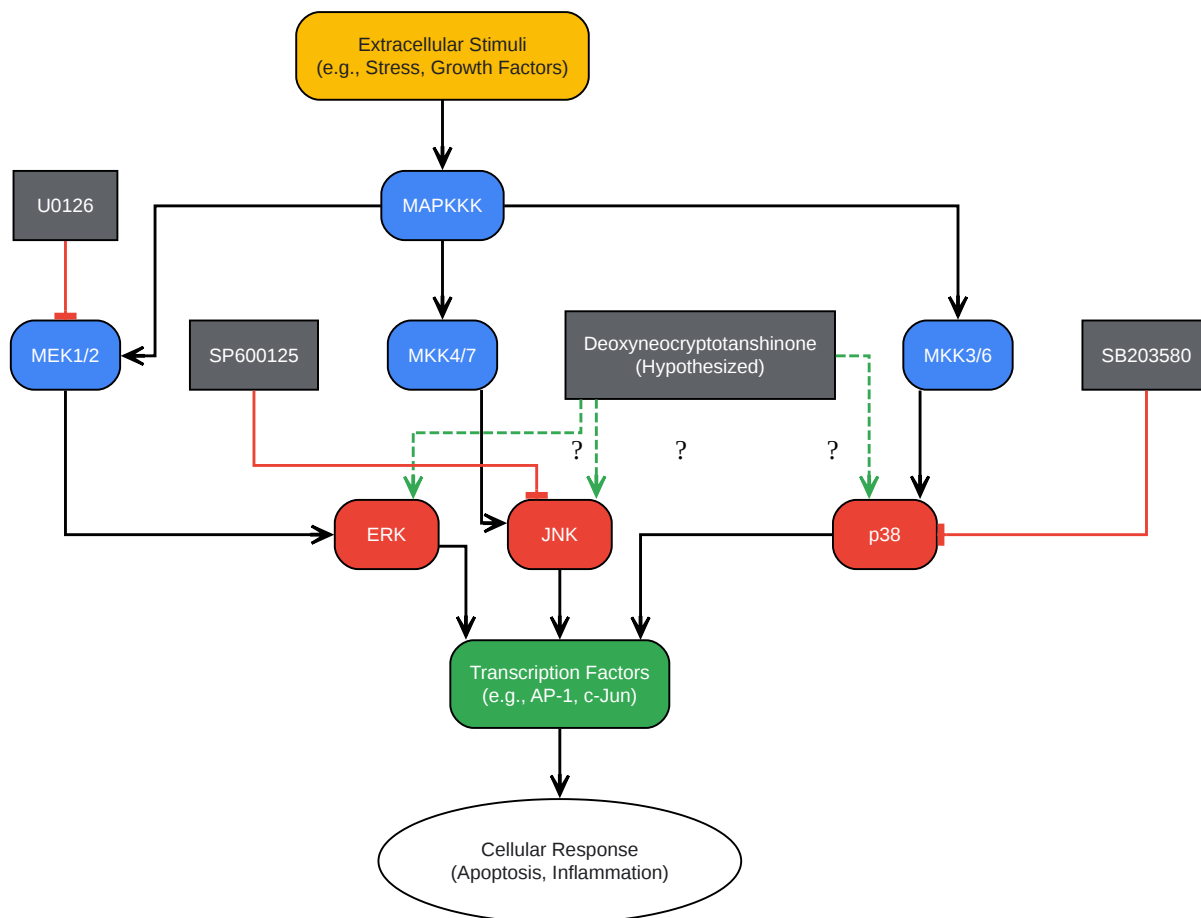 Extracellular Stimuli
(e.g., Stress, Growth Factors)
U0126
MAPKKK
MEK1/2
SP600125
MKK4/7
Deoxyneocryptotanshinone
(Hypothesized)
MKK3/6
SB203580
?
?
?
ERK
JNK
p38
Transcription Factors
(e.g., AP-1, c-Jun)
Cellular Response
(Apoptosis, Inflammation)